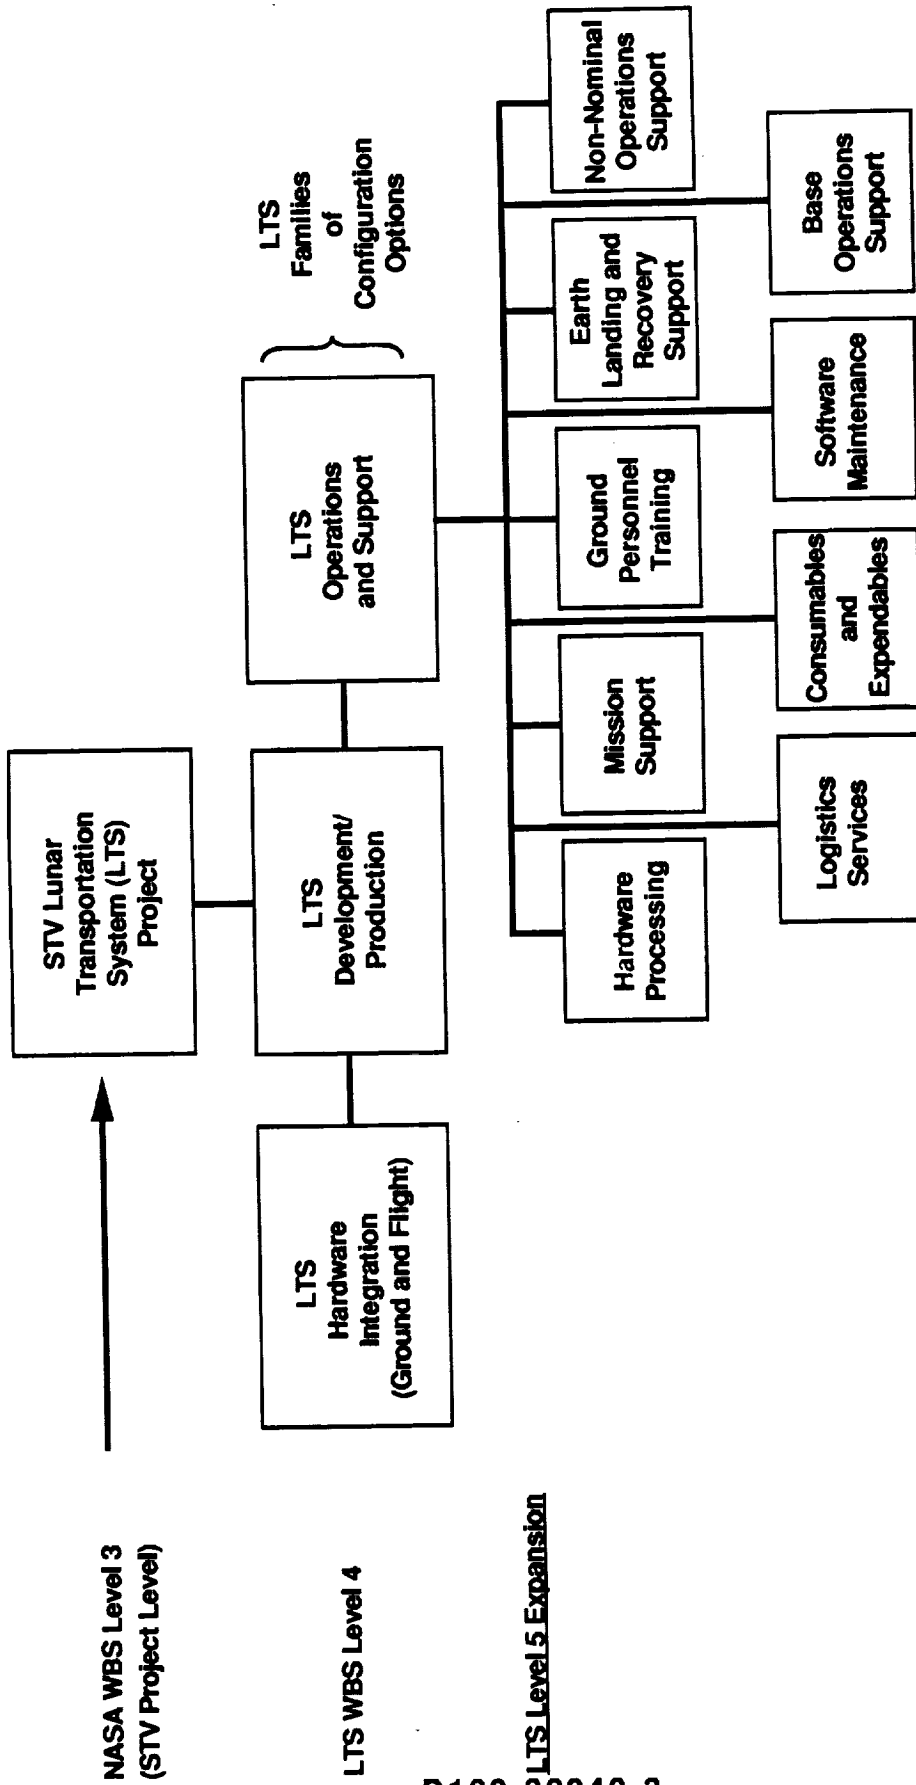 NASA WBS Level 3
(STV Project Level)
STV Lunar
Transportation
System (LTS)
Project
LTS WBS Level 4
LTS
Hardware
Integration
(Ground and Flight)
LTS
Development/
Production
LTS
Operations
and Support
LTS
Families
of
Configuration
Options
LTS Level 5 Expansion
Hardware
Processing
Mission
Support
Ground
Personnel
Training
Earth
Landing and
Recovery
Support
Non-Nominal
Operations
Support
Logistics
Services
Consumables
and
Expendables
Software
Maintenance
Base
Operations
Support